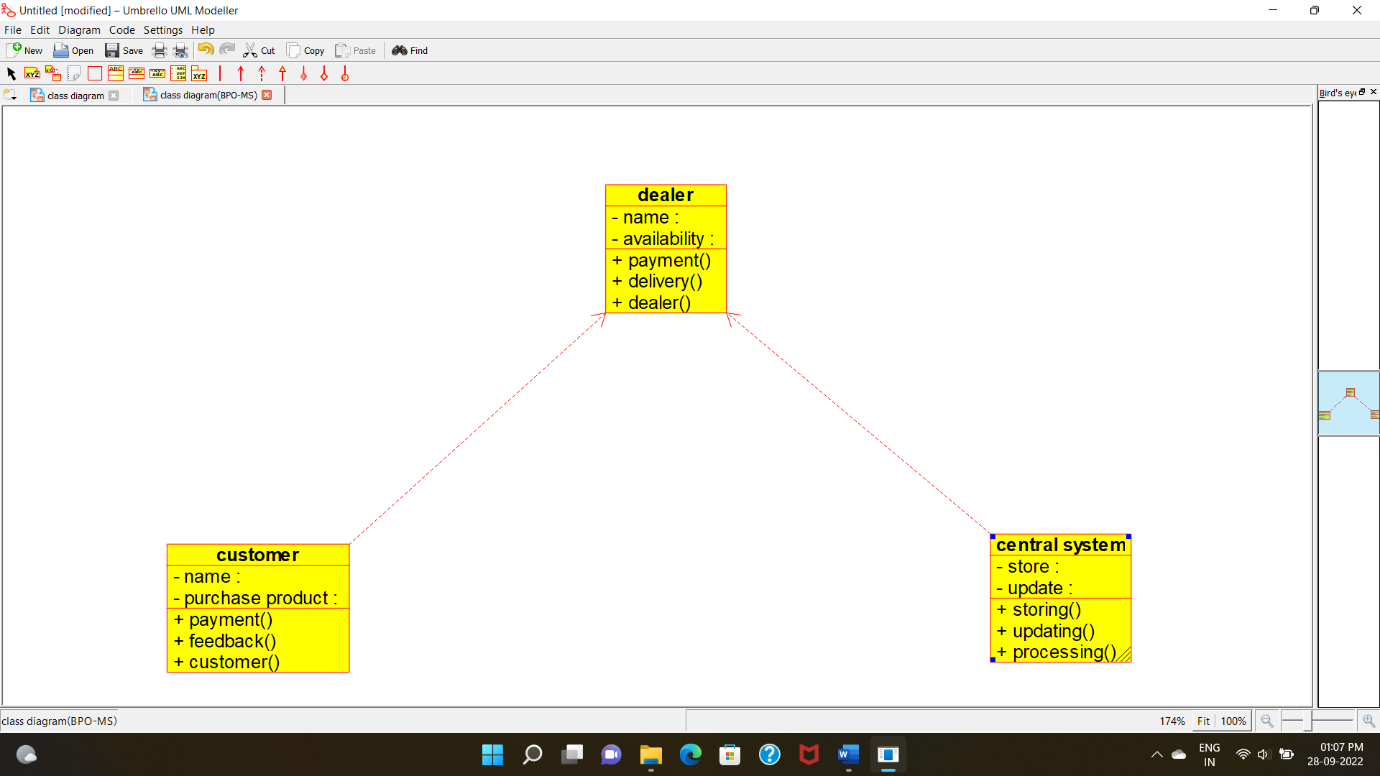 Untitled [modified] – Umbrello UML Modeller
File Edit Diagram Code Settings Help
New Open Save Cut Copy Paste Find
class diagram class diagram(BPO-MS) Bird's eye
dealer
- name :
- availability :
+ payment()
+ delivery()
+ dealer()
customer
- name :
- purchase product :
+ payment()
+ feedback()
+ customer()
central system
- store :
- update :
+ storing()
+ updating()
+ processing()
class diagram(BPO-MS) 174% Fit 100%
ENG
IN
01:07 PM
28-09-2022